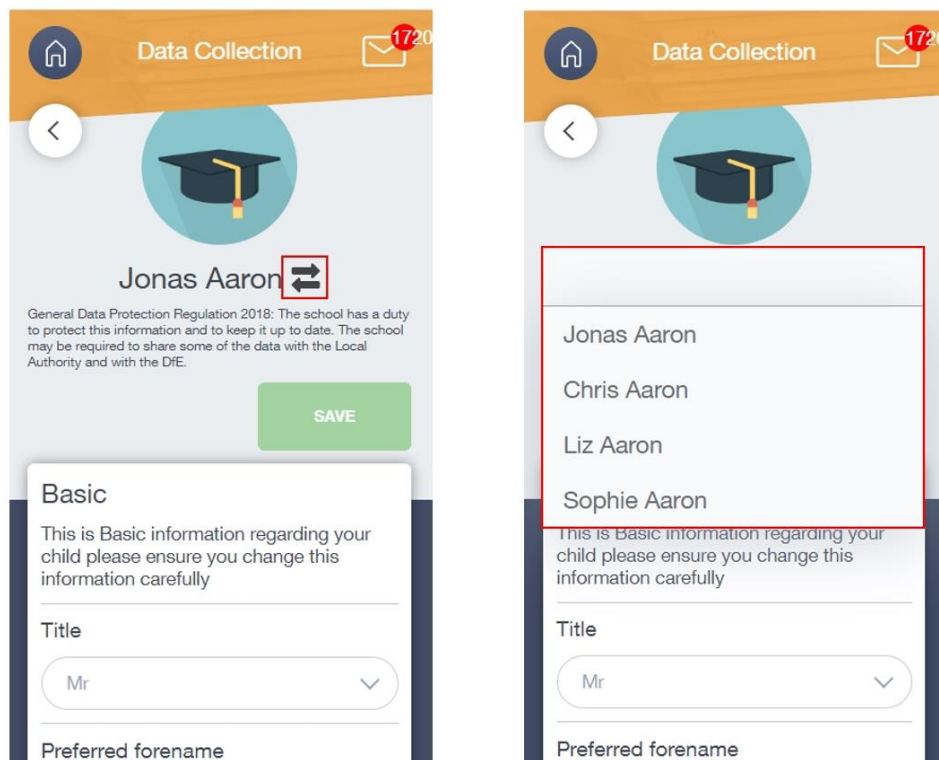 Data Collection
1720
Jonas Aaron
General Data Protection Regulation 2018: The school has a duty
to protect this information and to keep it up to date. The school
may be required to share some of the data with the Local
Authority and with the DfE.
SAVE
Basic
This is Basic information regarding your
child please ensure you change this
information carefully
Title
Mr
Preferred forename
Data Collection
1720
Jonas Aaron
Chris Aaron
Liz Aaron
Sophie Aaron
This is Basic information regarding your
child please ensure you change this
information carefully
Title
Mr
Preferred forename